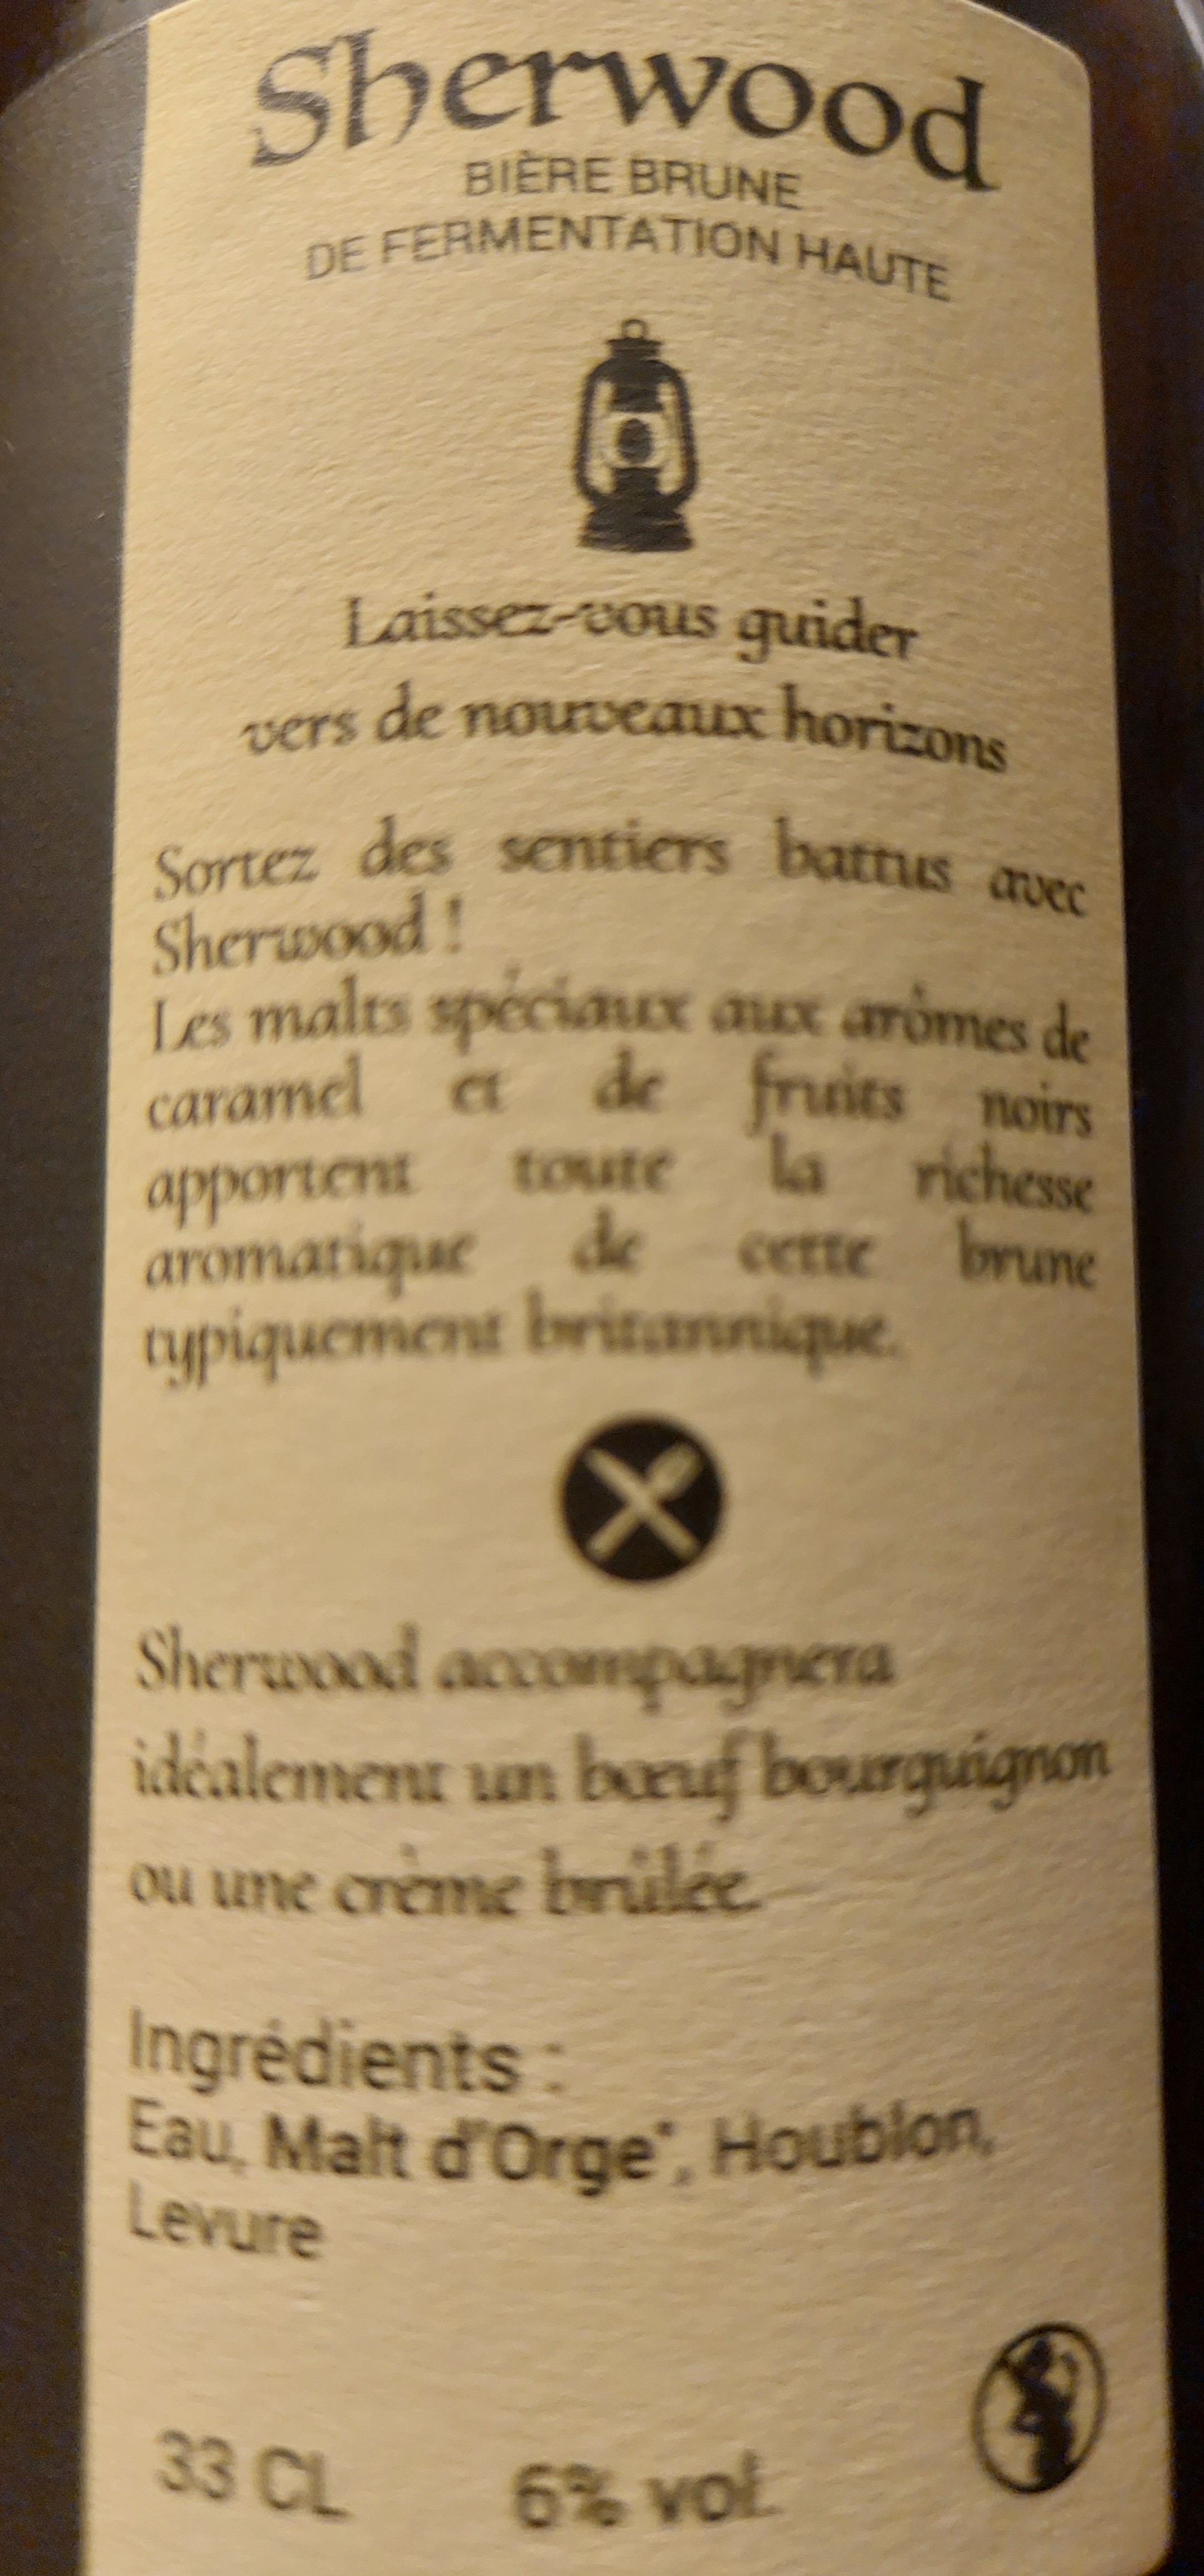 Sherwood
BIÈRE BRUNE
DE FERMENTATION HAUTE
Laissez-vous guider
vers de nouveaux horizons
Sortez des sentiers battus avec
Sherwood !
Les malts spéciaux aux arômes de
caramel et de fruits noirs
apportent toute la richesse
aromatique de cette brune
typiquement britannique.
Sherwood accompagnera
idéalement un bœuf bourguignon
ou une crème brûlée.
Ingrédients :
Eau, Malt d'Orge*, Houblon,
Levure
33 CL 6% vol.